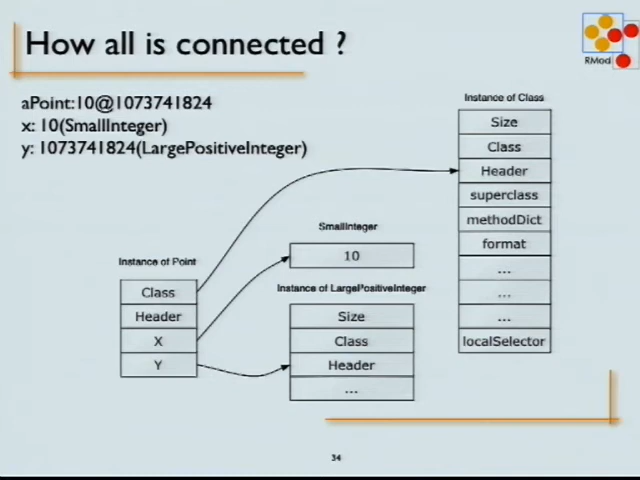 How all is connected ?
RMod
aPoint:10@1073741824
x: 10(SmallInteger)
y: 1073741824(LargePositiveInteger)
Instance of Class
Size
Class
Header
superclass
methodDict
format
...
...
...
localSelector
SmallInteger
10
Instance of Point
Class
Header
X
Y
Instance of LargePositiveInteger
Size
Class
Header
...
34